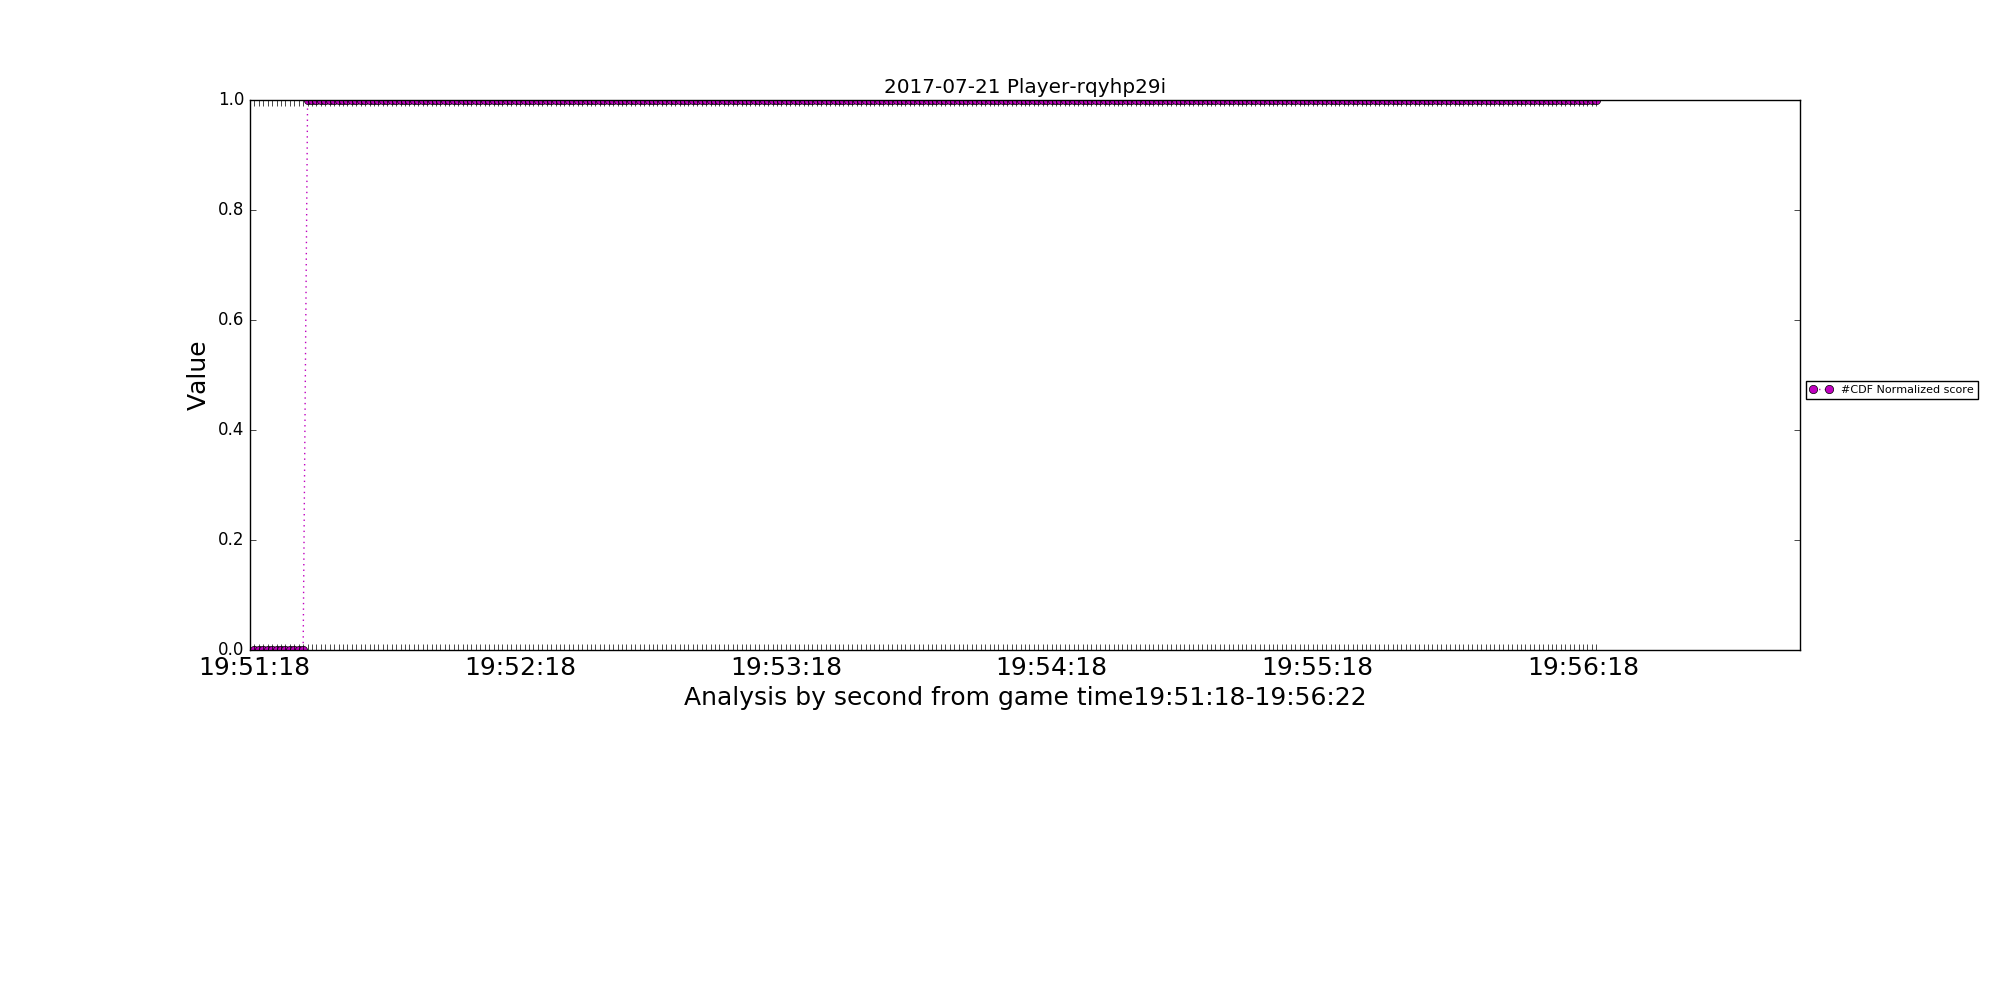 2017-07-21 Player-rqyhp29i
1.0
0.8
0.6
0.4
0.2
0.0
Value
#CDF Normalized score
19:51:18 19:52:18 19:53:18 19:54:18 19:55:18 19:56:18
Analysis by second from game time19:51:18-19:56:22